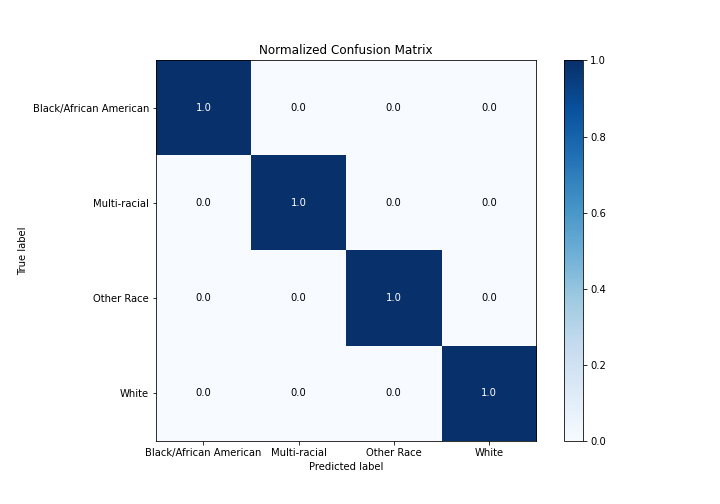 Normalized Confusion Matrix
Black/African American 1.0 0.0 0.0 0.0
Multi-racial 0.0 1.0 0.0 0.0
Other Race 0.0 0.0 1.0 0.0
White 0.0 0.0 0.0 1.0
Black/African American Multi-racial Other Race White
Predicted label
True label
1.0
0.8
0.6
0.4
0.2
0.0